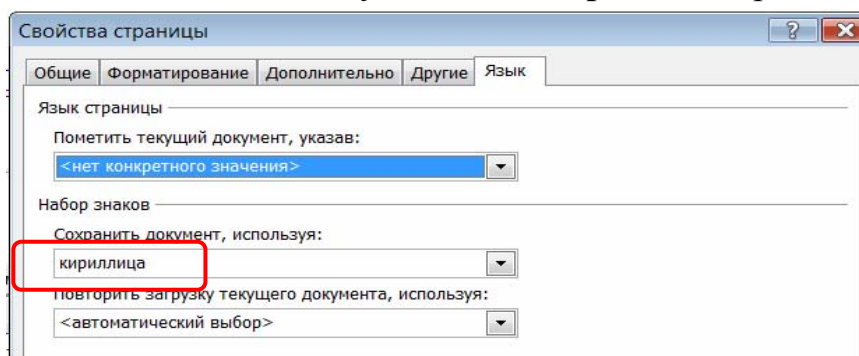 Свойства страницы
Общие Форматирование Дополнительно Другие Язык
Язык страницы
Пометить текущий документ, указав:
<нет конкретного значения>
Набор знаков
Сохранить документ, используя:
кириллица
Повторить загрузку текущего документа, используя:
<автоматический выбор>